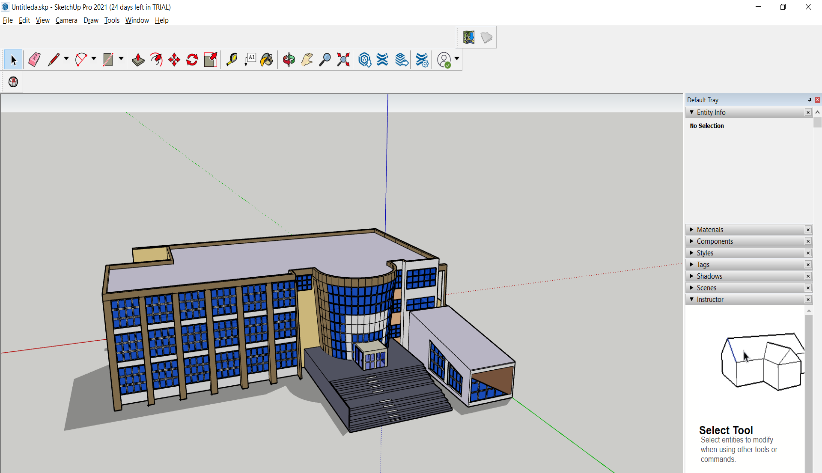 Untitleda.skp - SketchUp Pro 2021 (24 days left in TRIAL)
File Edit View Camera Draw Tools Window Help
A1
Default Tray
Entity Info
No Selection
Materials
Components
Styles
Tags
Shadows
Scenes
Instructor
Select Tool
Select entities to modify
when using other tools or
commands.